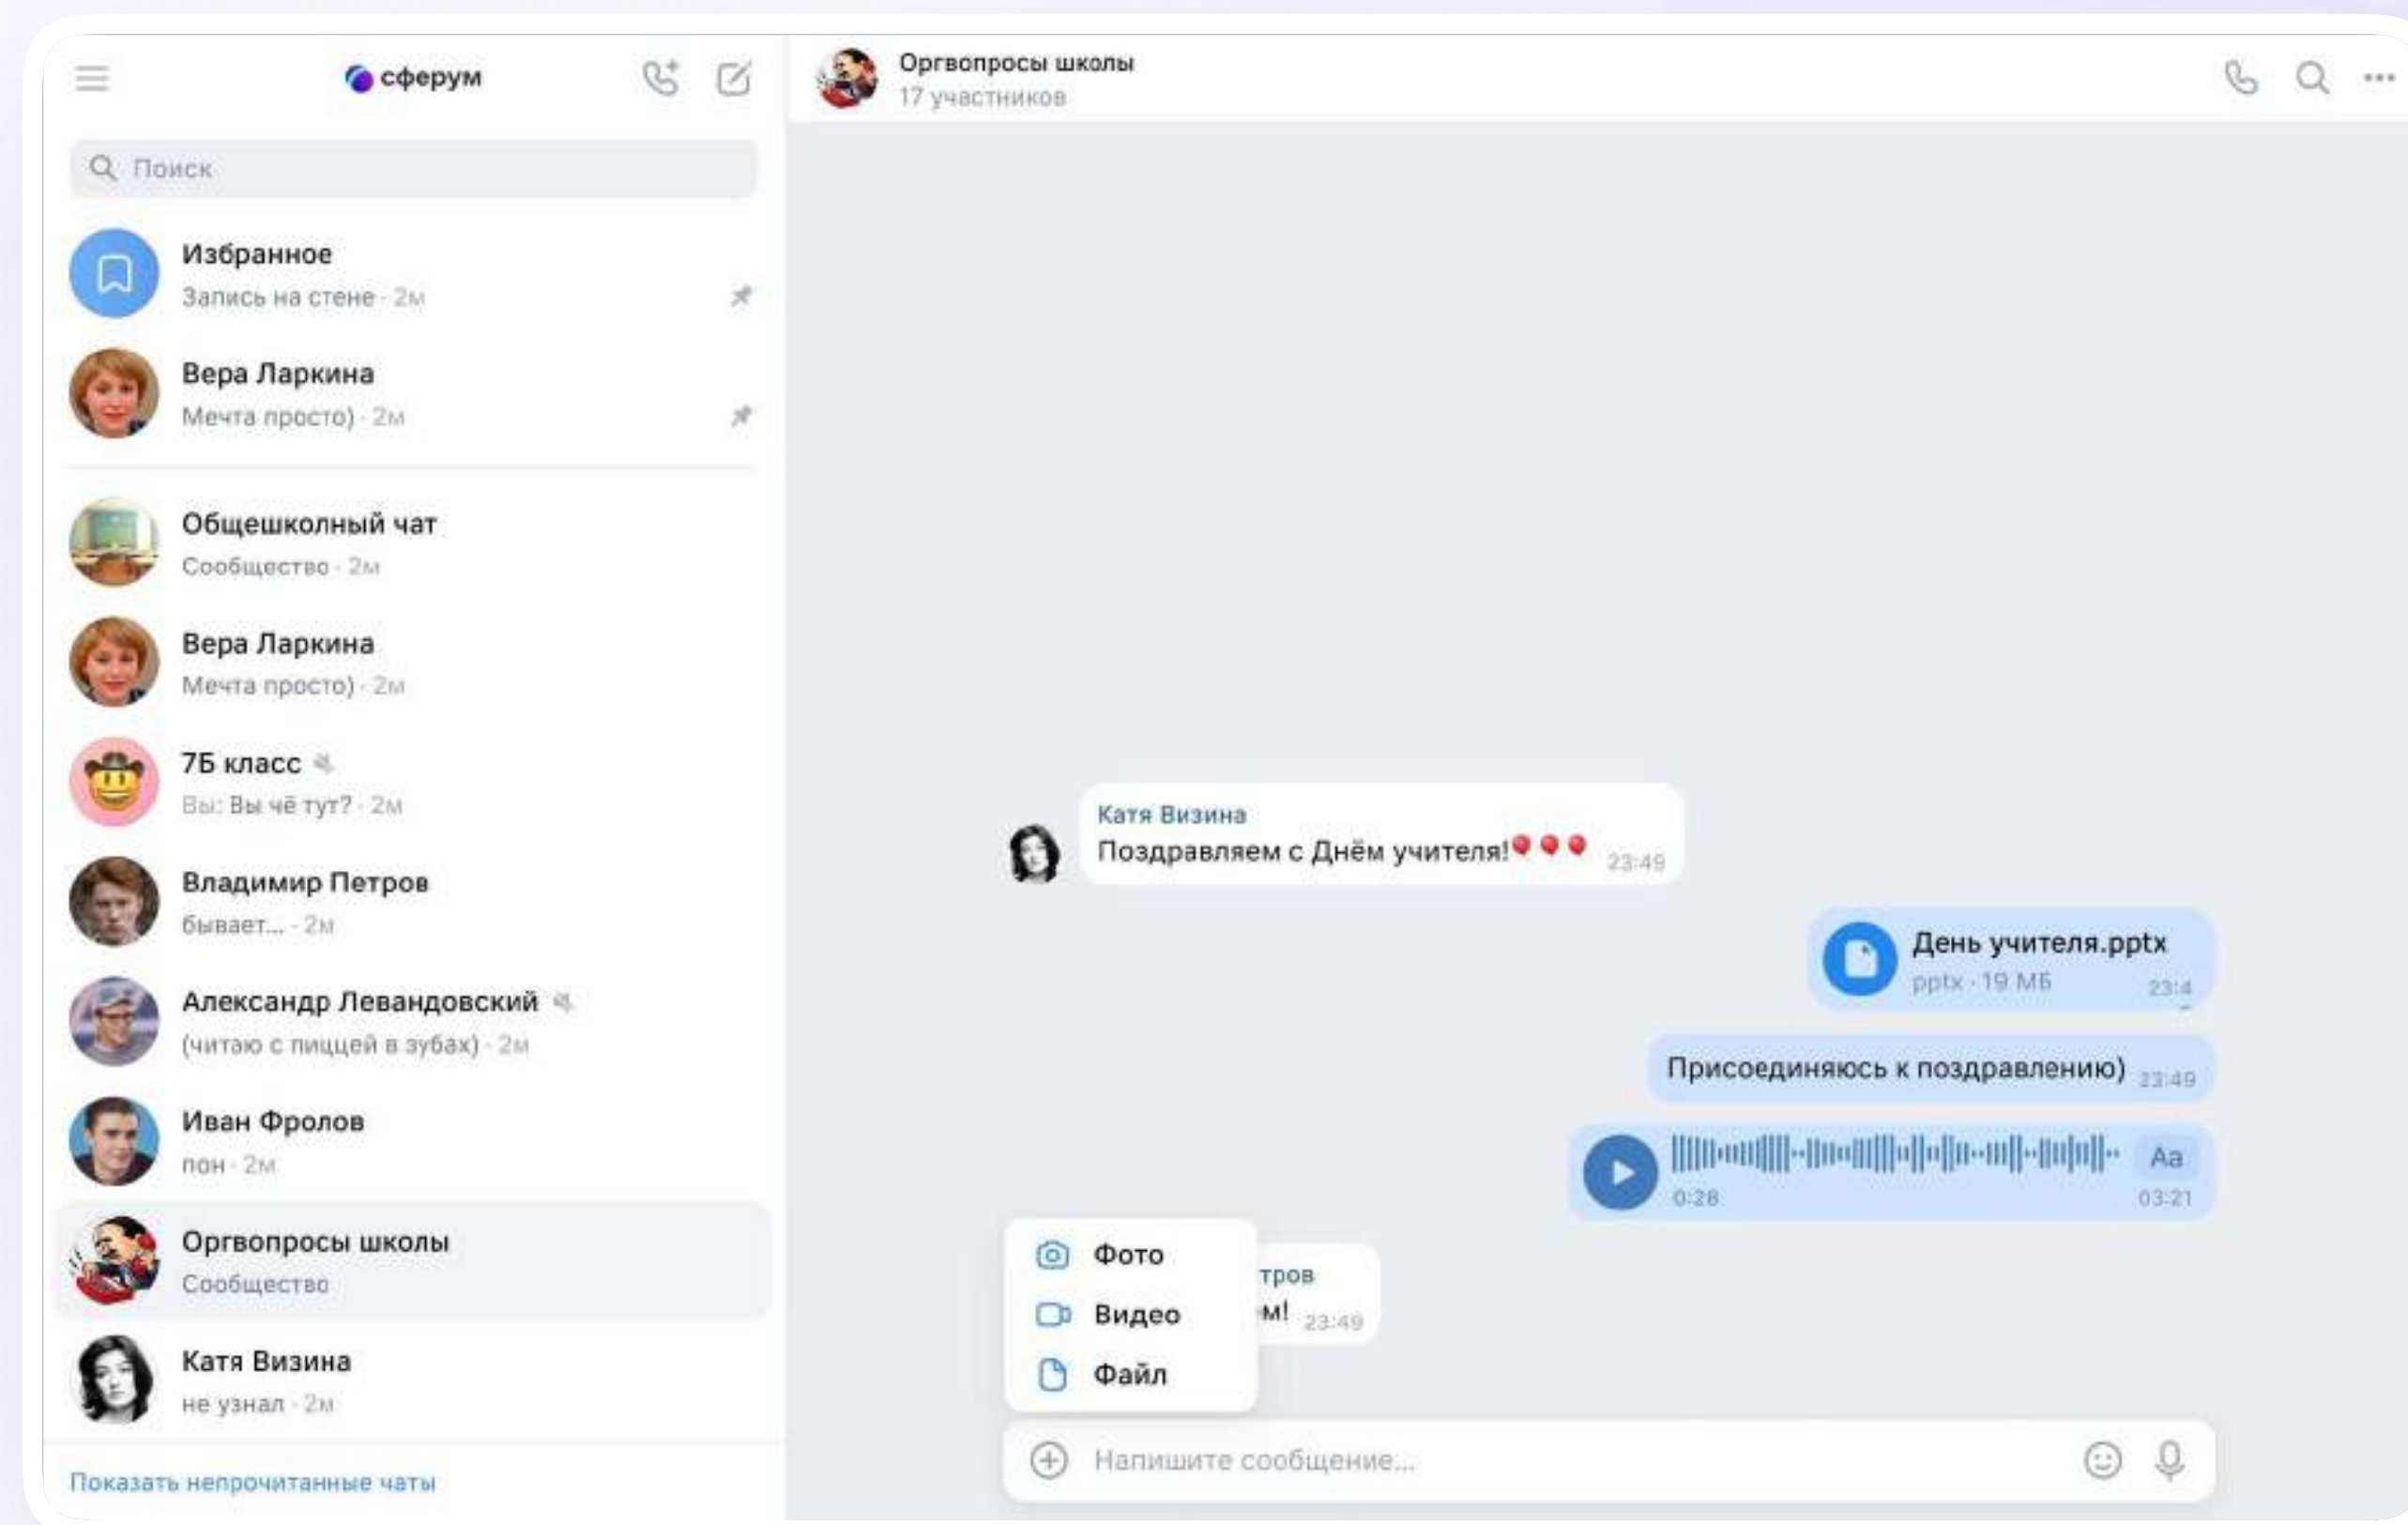 сферум
Поиск
Избранное
Запись на стене · 2м
Вера Ларкина
Мечта просто) · 2м
Общешколный чат
Сообщество · 2м
Вера Ларкина
Мечта просто) · 2м
7Б класс
Вы: Вы чё тут? · 2м
Владимир Петров
бывает... · 2м
Александр Левандовский
(читаю с пиццей в зубах) · 2м
Иван Фролов
пон · 2м
Оргвопросы школы
Сообщество
Катя Визина
не узнал · 2м
Показать непрочитанные чаты
Оргвопросы школы
17 участников
Катя Визина
Поздравляем с Днём учителя!🎈🎈🎈 23:49
День учителя.pptx
pptx · 19 МБ 23:4
Присоединяюсь к поздравлению) 23:49
Aa
0:28 03:21
тров
м! 23:49
Фото
Видео
Файл
Напишите сообщение...